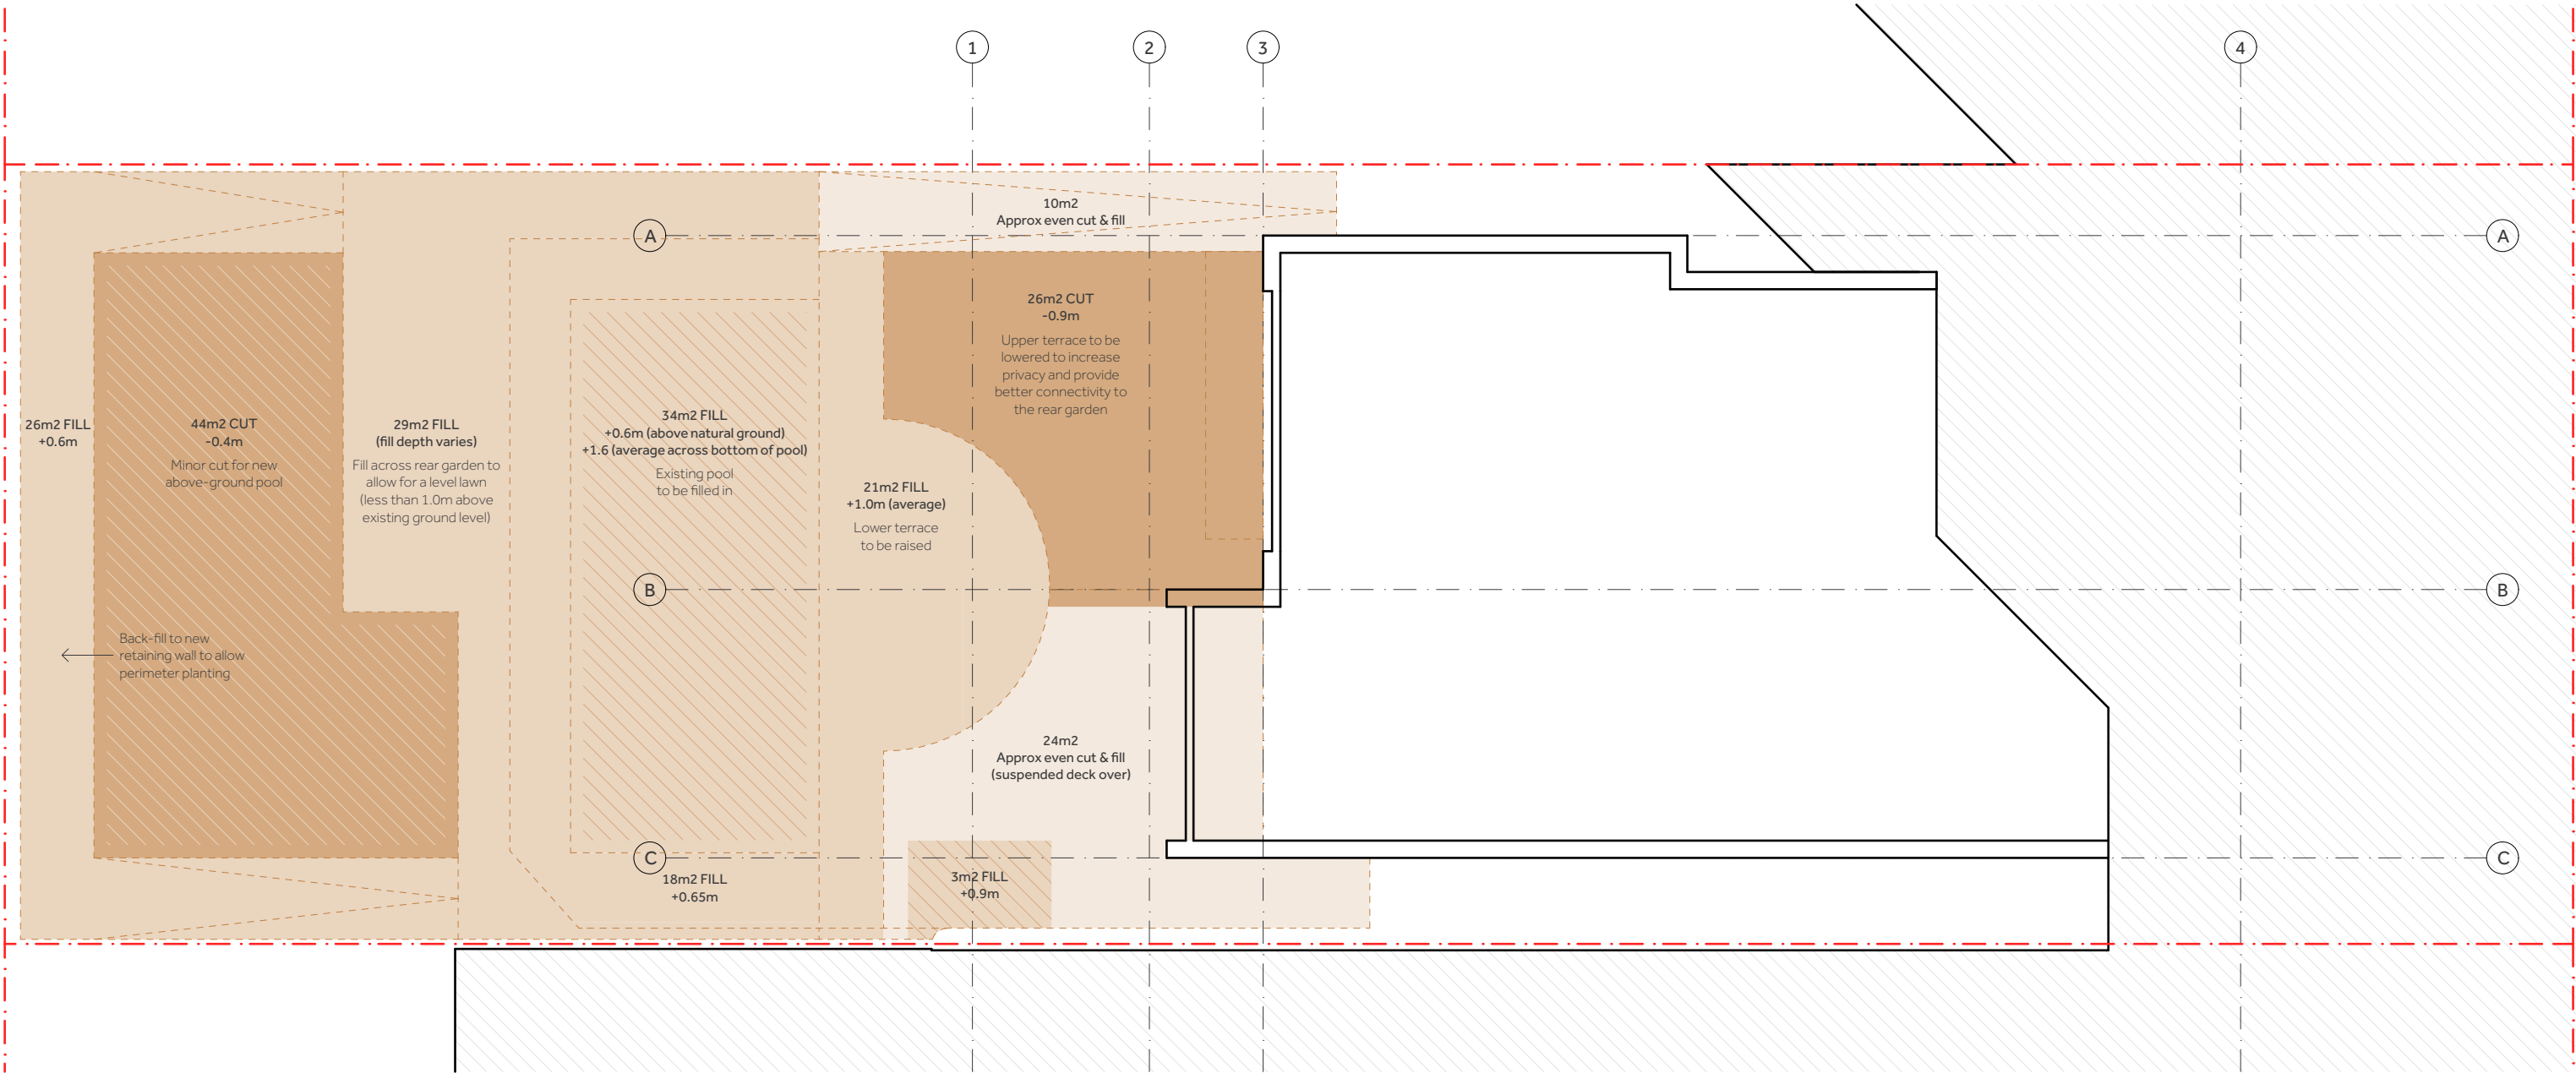 1
2
3
4
10m2
Approx even cut & fill
A
A
26m2 CUT
-0.9m
Upper terrace to be
lowered to increase
privacy and provide
better connectivity to
the rear garden
26m2 FILL
+0.6m
44m2 CUT
-0.4m
Minor cut for new
above-ground pool
29m2 FILL
(fill depth varies)
Fill across rear garden to
allow for a level lawn
(less than 1.0m above
existing ground level)
34m2 FILL
+0.6m (above natural ground)
+1.6 (average across bottom of pool)
Existing pool
to be filled in
21m2 FILL
+1.0m (average)
Lower terrace
to be raised
B
B
Back-fill to new
retaining wall to allow
perimeter planting
24m2
Approx even cut & fill
(suspended deck over)
C
C
18m2 FILL
+0.65m
3m2 FILL
+0.9m